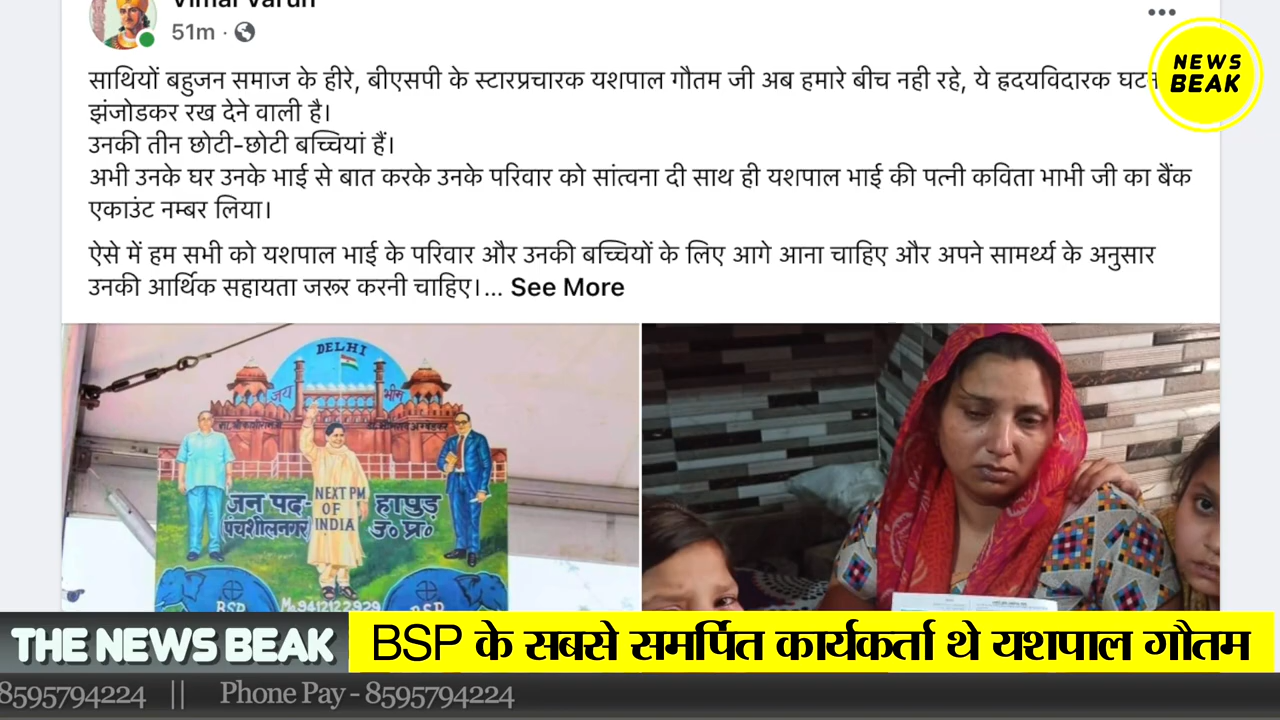 Vimal Varun
51m ·
साथियों बहुजन समाज के हीरे, बीएसपी के स्टारप्रचारक यशपाल गौतम जी अब हमारे बीच नही रहे, ये ह्रदयविदारक घटन
झंजोडकर रख देने वाली है।
उनकी तीन छोटी-छोटी बच्चियां हैं।
अभी उनके घर उनके भाई से बात करके उनके परिवार को सांत्वना दी साथ ही यशपाल भाई की पत्नी कविता भाभी जी का बैंक
एकाउंट नम्बर लिया।
ऐसे में हम सभी को यशपाल भाई के परिवार और उनकी बच्चियों के लिए आगे आना चाहिए और अपने सामर्थ्य के अनुसार
उनकी आर्थिक सहायता जरूर करनी चाहिए।... See More
NEWS
BEAK
DELHI
जय भीम
जन पद- हापुड़
पंचशीलनगर उ० प्र०
NEXT PM
OF
INDIA
BSP Mo.9412122929 BSP
THE NEWS BEAK
BSP के सबसे समर्पित कार्यकर्ता थे यशपाल गौतम
8595794224 || Phone Pay - 8595794224